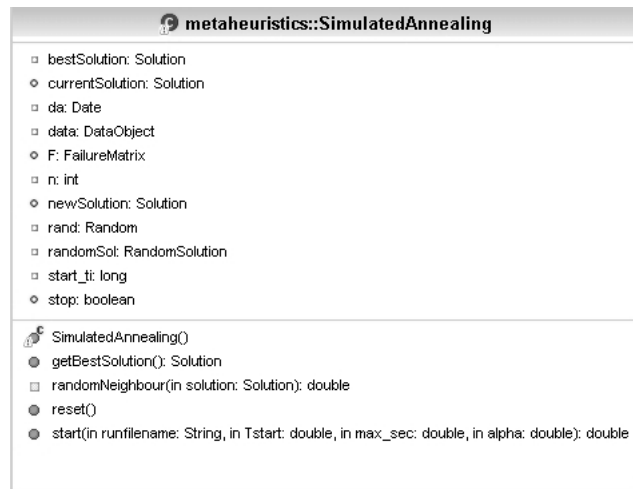 metaheuristics::SimulatedAnnealing
bestSolution: Solution
currentSolution: Solution
da: Date
data: DataObject
F: FailureMatrix
n: int
newSolution: Solution
rand: Random
randomSol: RandomSolution
start_ti: long
stop: boolean
SimulatedAnnealing()
getBestSolution(): Solution
randomNeighbour(in solution: Solution): double
reset()
start(in runfilename: String, in Tstart: double, in max_sec: double, in alpha: double): double